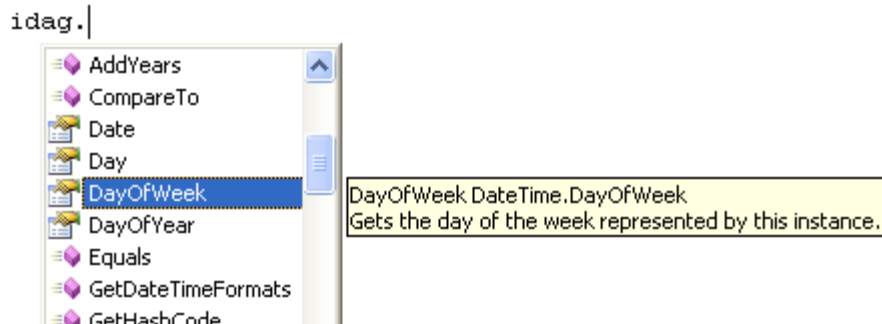 idag.
AddYears
CompareTo
Date
Day
DayOfWeek
DayOfWeek DateTime.DayOfWeek
Gets the day of the week represented by this instance.
DayOfYear
Equals
GetDateTimeFormats
GetHashCode